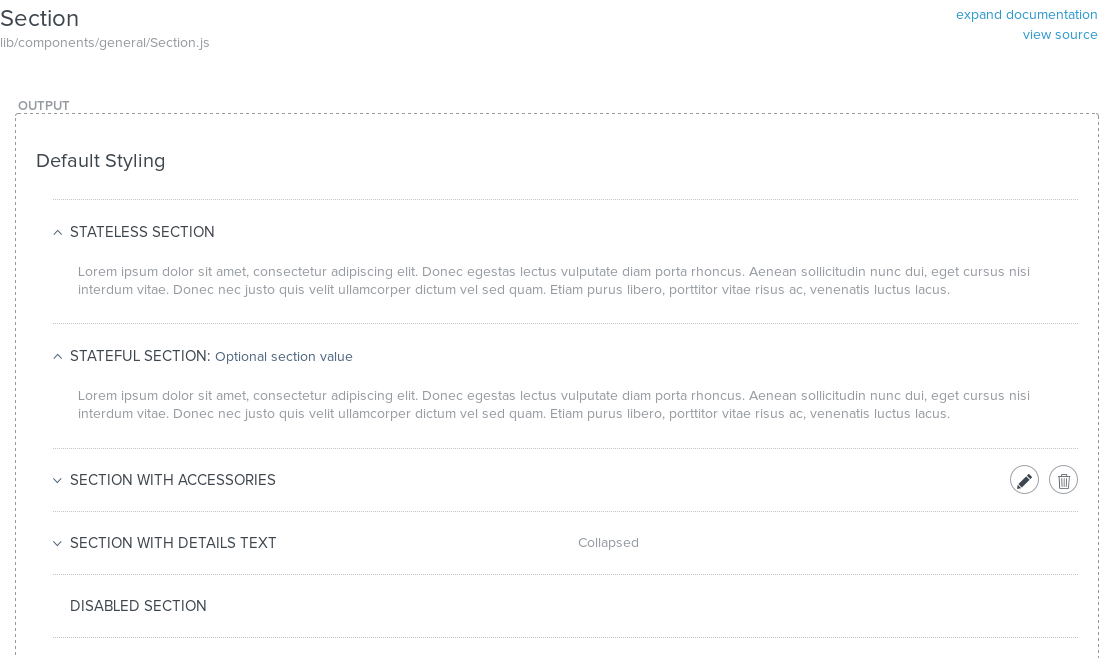 Section
expand documentation
lib/components/general/Section.js
view source
OUTPUT
Default Styling
STATELESS SECTION
Lorem ipsum dolor sit amet, consectetur adipiscing elit. Donec egestas lectus vulputate diam porta rhoncus. Aenean sollicitudin nunc dui, eget cursus nisi
interdum vitae. Donec nec justo quis velit ullamcorper dictum vel sed quam. Etiam purus libero, porttitor vitae risus ac, venenatis luctus lacus.
STATEFUL SECTION: Optional section value
Lorem ipsum dolor sit amet, consectetur adipiscing elit. Donec egestas lectus vulputate diam porta rhoncus. Aenean sollicitudin nunc dui, eget cursus nisi
interdum vitae. Donec nec justo quis velit ullamcorper dictum vel sed quam. Etiam purus libero, porttitor vitae risus ac, venenatis luctus lacus.
SECTION WITH ACCESSORIES
SECTION WITH DETAILS TEXT Collapsed
DISABLED SECTION